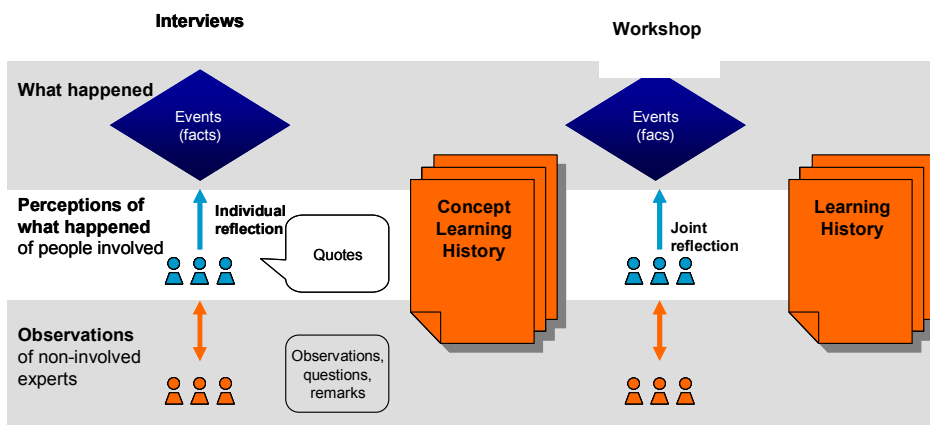 Interviews
Workshop
What happened
Events
(facts)
Events
(facs)
Perceptions of
what happened
of people involved
Individual
reflection
Quotes
Concept
Learning
History
Joint
reflection
Learning
History
Observations
of non-involved
experts
Observations,
questions,
remarks